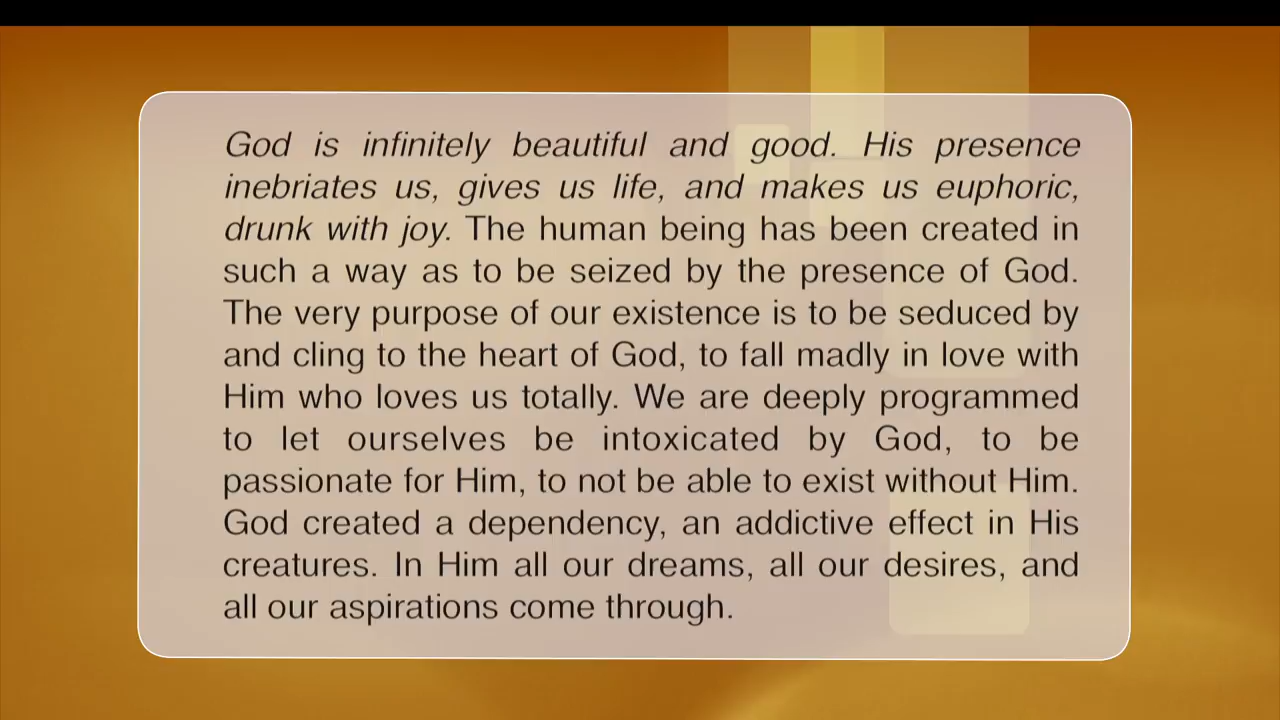 God is infinitely beautiful and good. His presence
inebriates us, gives us life, and makes us euphoric,
drunk with joy. The human being has been created in
such a way as to be seized by the presence of God.
The very purpose of our existence is to be seduced by
and cling to the heart of God, to fall madly in love with
Him who loves us totally. We are deeply programmed
to let ourselves be intoxicated by God, to be
passionate for Him, to not be able to exist without Him.
God created a dependency, an addictive effect in His
creatures. In Him all our dreams, all our desires, and
all our aspirations come through.